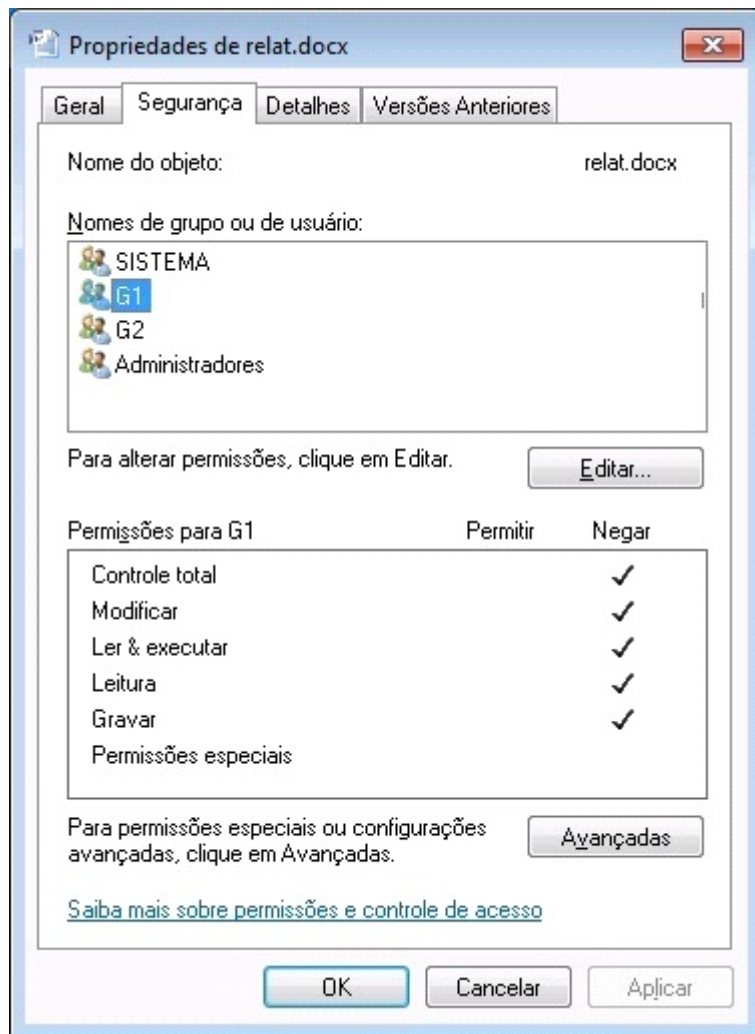 Propriedades de relat.docx
Geral Segurança Detalhes Versões Anteriores
Nome do objeto: relat.docx
Nomes de grupo ou de usuário:
SISTEMA
G1
G2
Administradores
Para alterar permissões, clique em Editar. Editar...
Permissões para G1 Permitir Negar
Controle total
Modificar
Ler & executar
Leitura
Gravar
Permissões especiais
Para permissões especiais ou configurações
avançadas, clique em Avançadas. Avançadas
Saiba mais sobre permissões e controle de acesso
OK Cancelar Aplicar